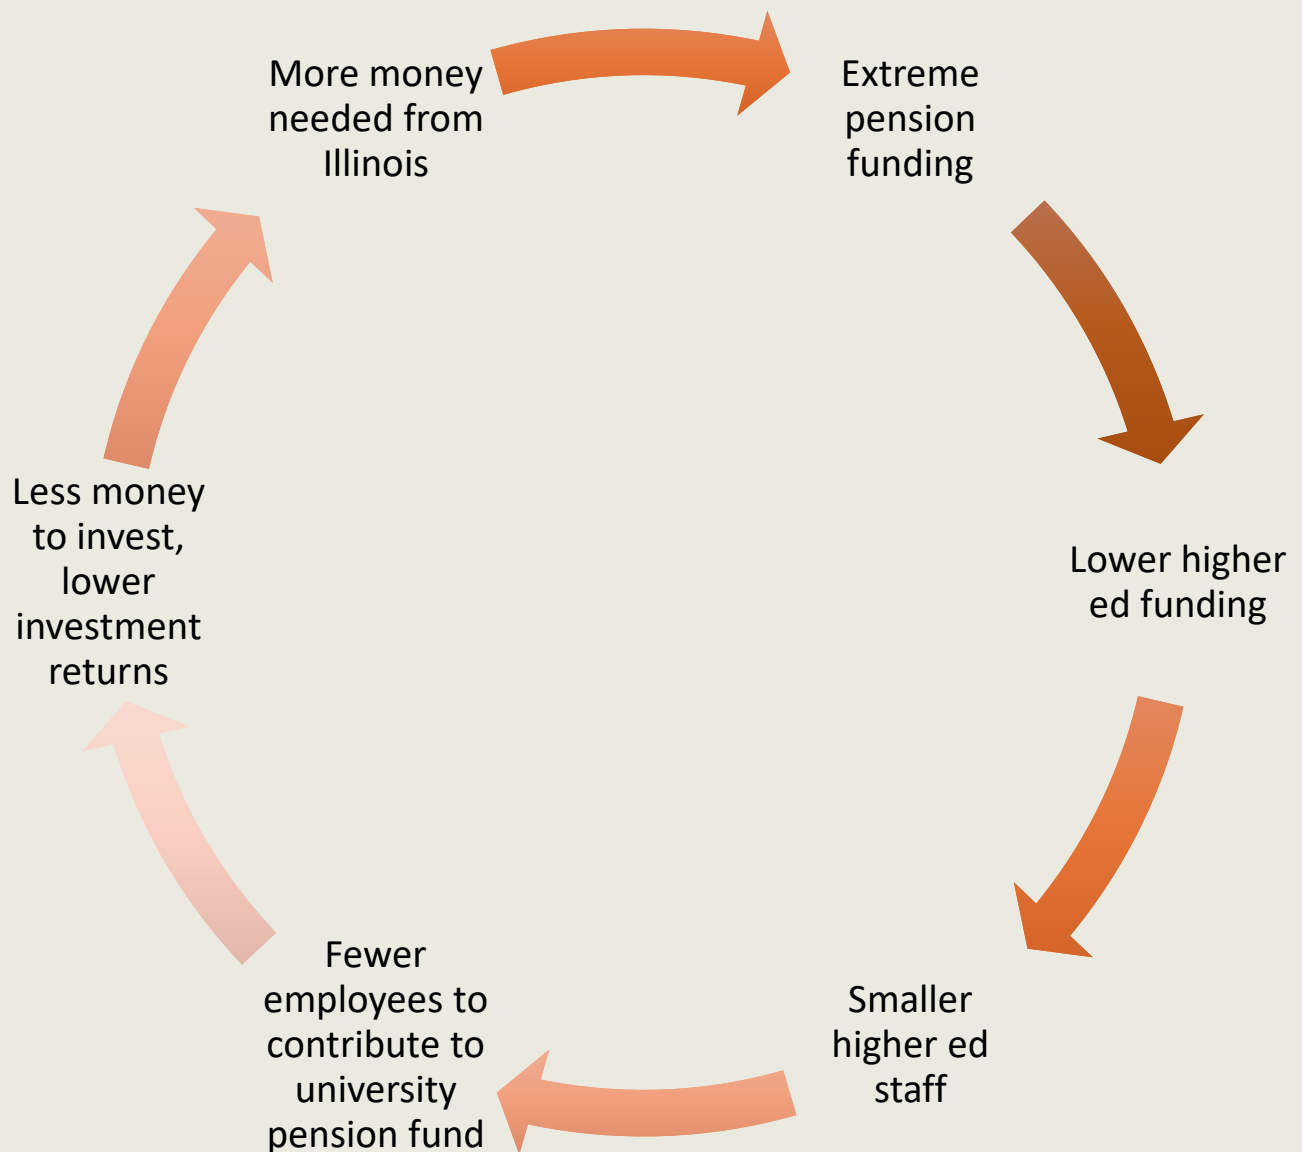 More money
needed from
Illinois
Extreme
pension
funding
Lower higher
ed funding
Smaller
higher ed
staff
Fewer
employees to
contribute to
university
pension fund
Less money
to invest,
lower
investment
returns